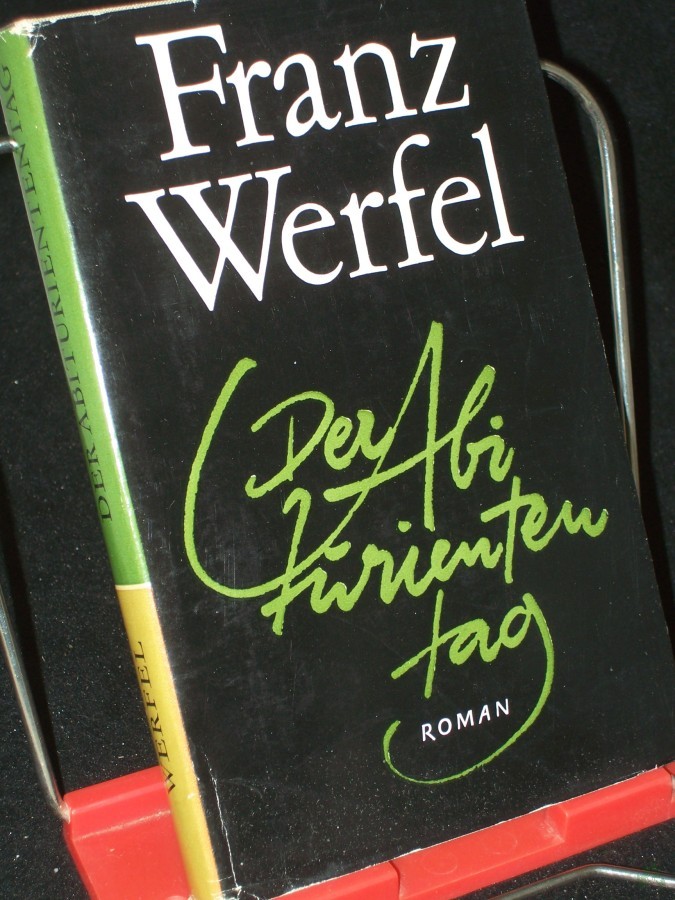 Franz
Werfel
Der Abi
turienten
tag
ROMAN
DER ABITURIENTENTAG
WERFEL